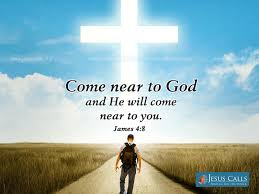 Come near to God
and He will come
near to you.
James 4:8
JESUS CALLS